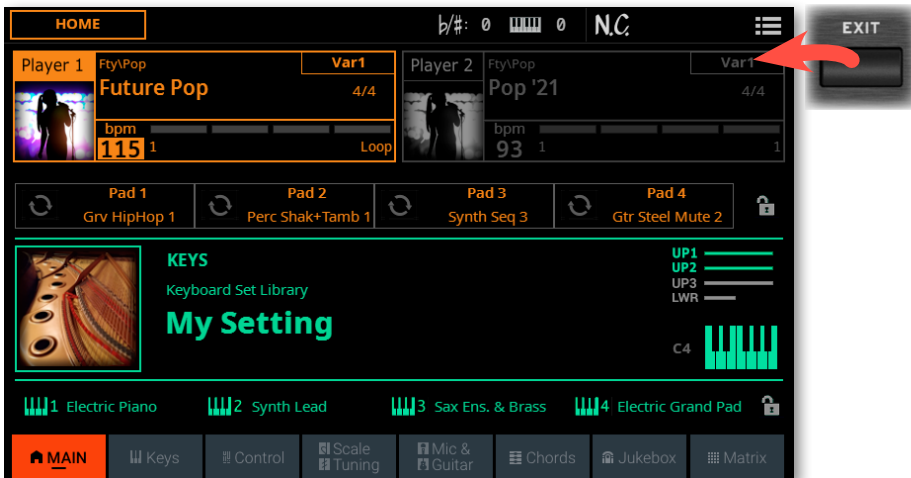 HOME
♭/♯: 0 0 N.C.
EXIT
Player 1 Fty\Pop Var1
Future Pop 4/4
bpm
115 1 Loop
Player 2 Fty\Pop Var1
Pop '21 4/4
bpm
93 1 1
Pad 1
Grv HipHop 1
Pad 2
Perc Shak+Tamb 1
Pad 3
Synth Seq 3
Pad 4
Gtr Steel Mute 2
KEYS
Keyboard Set Library
My Setting
UP1
UP2
UP3
LWR
C4
1 Electric Piano
2 Synth Lead
3 Sax Ens. & Brass
4 Electric Grand Pad
MAIN
Keys
Control
Scale
Tuning
Mic &
Guitar
Chords
Jukebox
Matrix